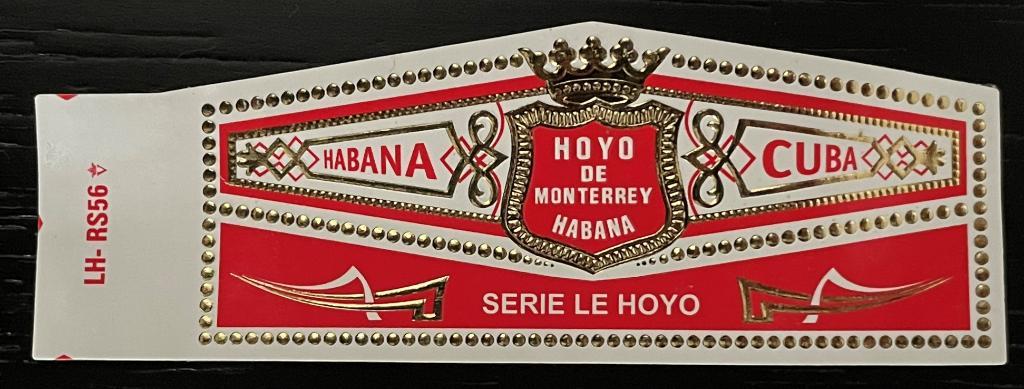 LH- RS56
HABANA
HOYO
DE
MONTERREY
HABANA
CUBA
SERIE LE HOYO